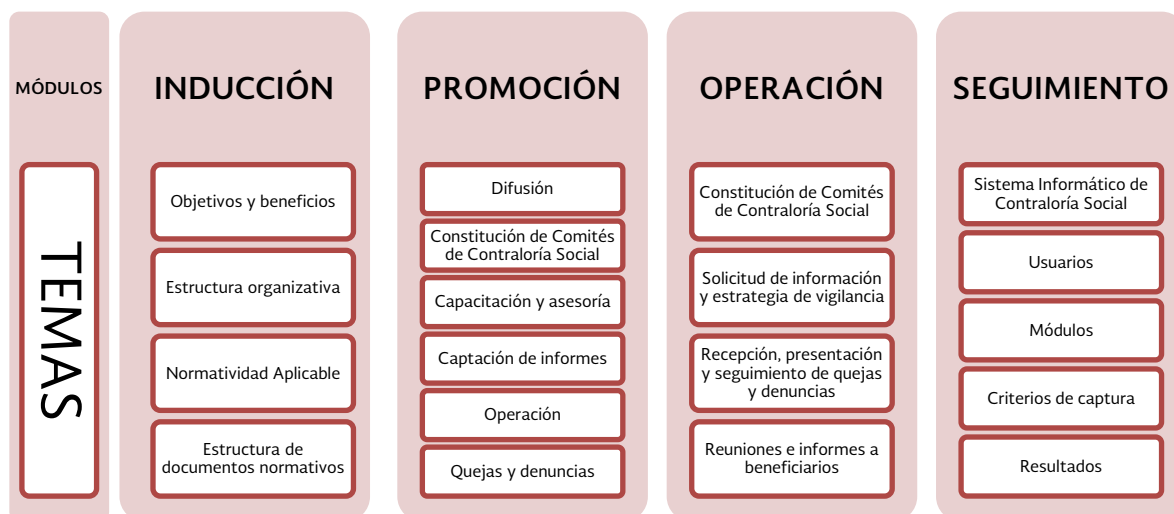 MÓDULOS
INDUCCIÓN
PROMOCIÓN
OPERACIÓN
SEGUIMIENTO
TEMAS
Objetivos y beneficios
Estructura organizativa
Normatividad Aplicable
Estructura de
documentos normativos
Difusión
Constitución de Comités
de Contraloría Social
Capacitación y asesoría
Captación de informes
Operación
Quejas y denuncias
Constitución de Comités
de Contraloría Social
Solicitud de información
y estrategia de vigilancia
Recepción, presentación
y seguimiento de quejas
y denuncias
Reuniones e informes a
beneficiarios
Sistema Informático de
Contraloría Social
Usuarios
Módulos
Criterios de captura
Resultados